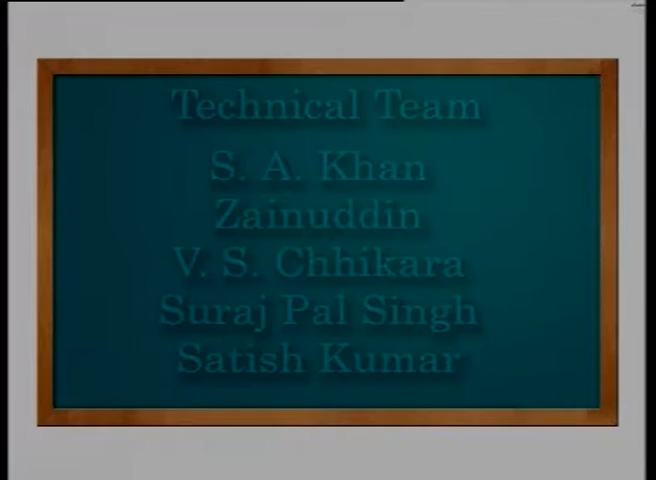 Technical Team
S. A. Khan
Zainuddin
V. S. Chhikara
Suraj Pal Singh
Satish Kumar